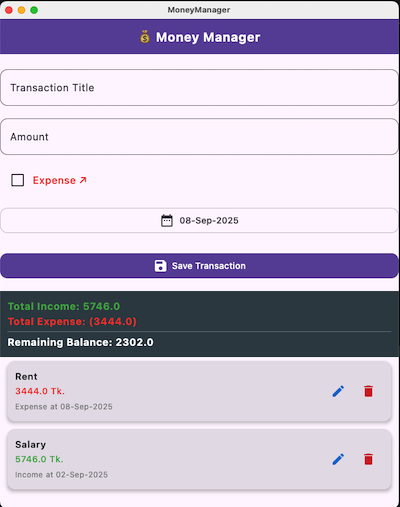 MoneyManager
Money Manager
Transaction Title
Amount
Expense ↗
08-Sep-2025
Save Transaction
Total Income: 5746.0
Total Expense: (3444.0)
Remaining Balance: 2302.0
Rent
3444.0 Tk.
Expense at 08-Sep-2025
Salary
5746.0 Tk.
Income at 02-Sep-2025